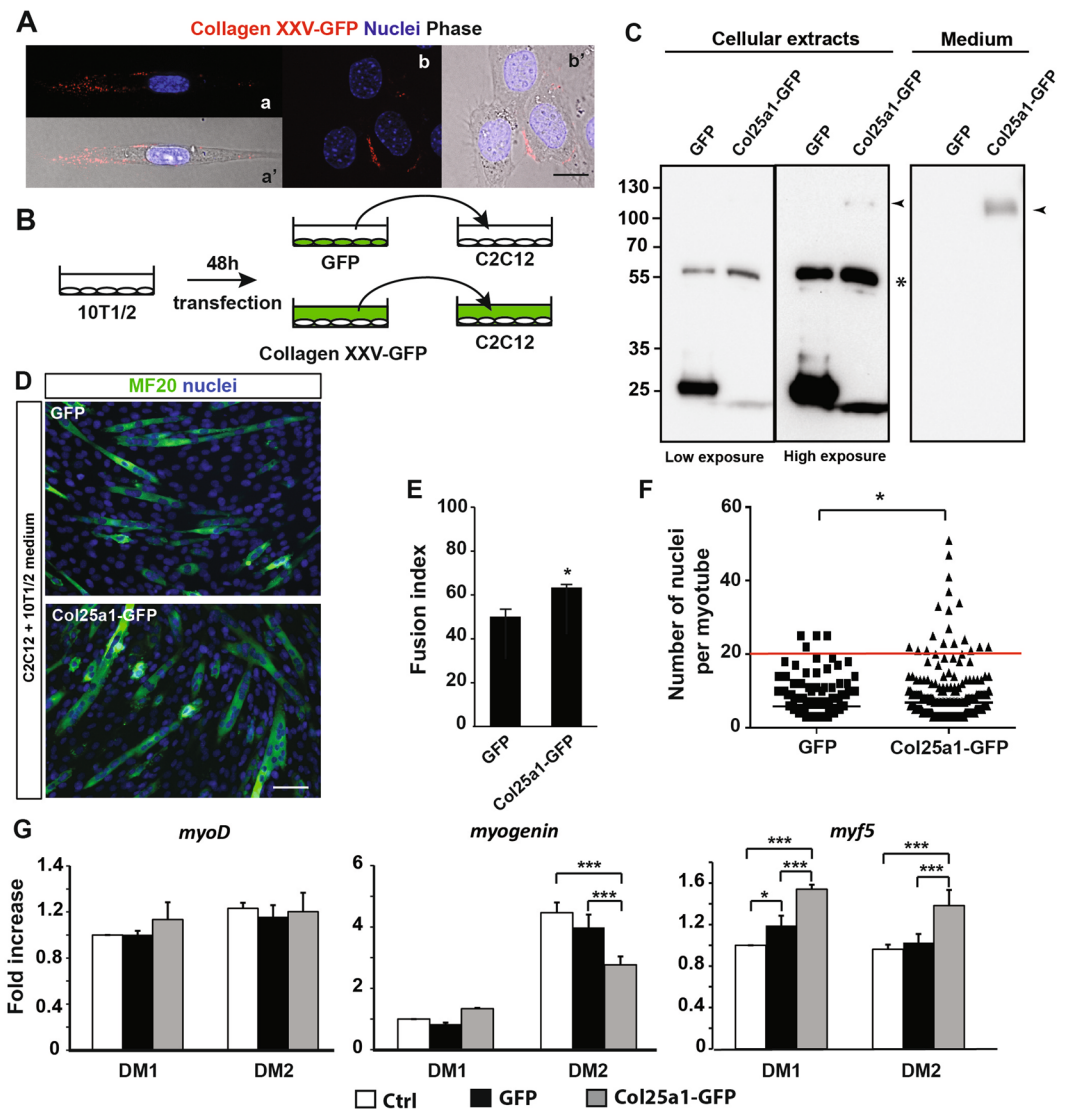 A
Collagen XXV-GFP Nuclei Phase
a
a'
b
b'
B
10T1/2
48h
transfection
GFP
C2C12
Collagen XXV-GFP
C2C12
C
Cellular extracts
Medium
GFP
Col25a1-GFP
GFP
Col25a1-GFP
GFP
Col25a1-GFP
130
100
70
55
35
25
*
Low exposure
High exposure
D
MF20 nuclei
C2C12 + 10T1/2 medium
GFP
Col25a1-GFP
E
Fusion index
100
80
60
40
20
0
*
GFP
Col25a1-GFP
F
Number of nuclei
per myotube
60
40
20
0
*
GFP
Col25a1-GFP
G
Fold increase
myoD
1.4
1.2
0.8
0.4
0
DM1
DM2
myogenin
6
4
2
0
***
***
DM1
DM2
myf5
1.6
1.2
0.8
0.4
0
***
***
*
***
***
DM1
DM2
Ctrl
GFP
Col25a1-GFP